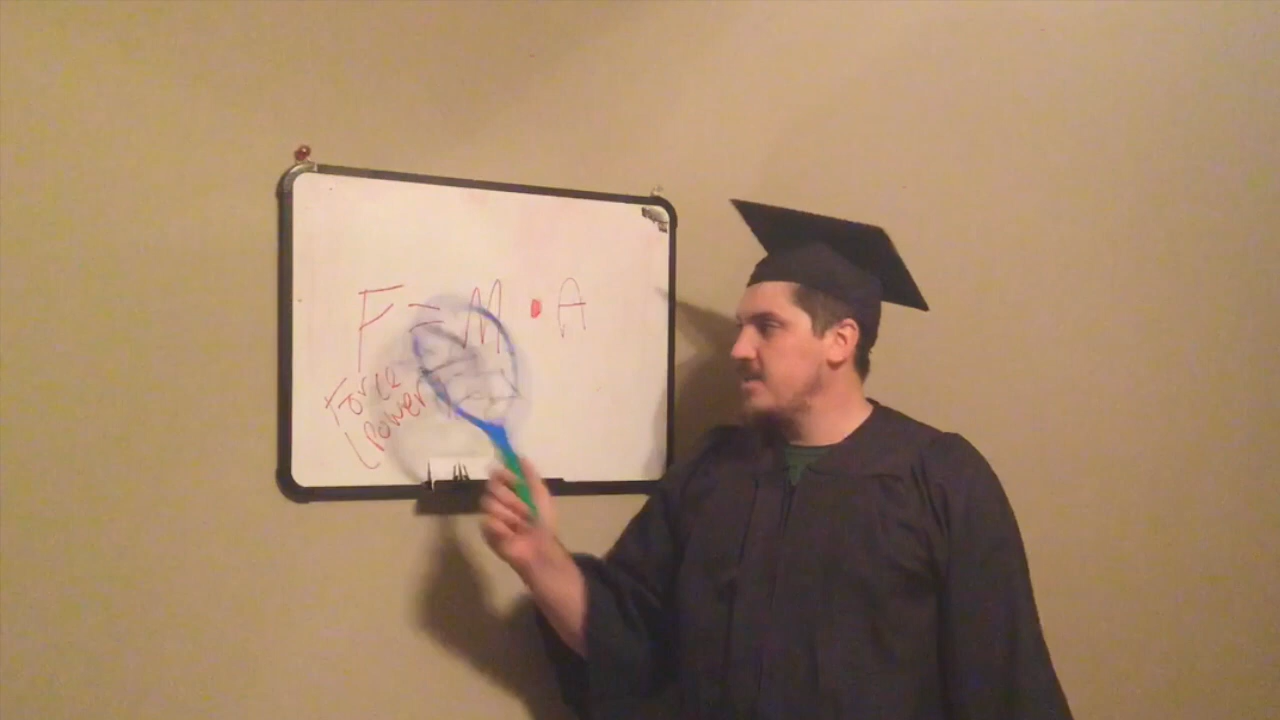 F = M • A
Force
Power